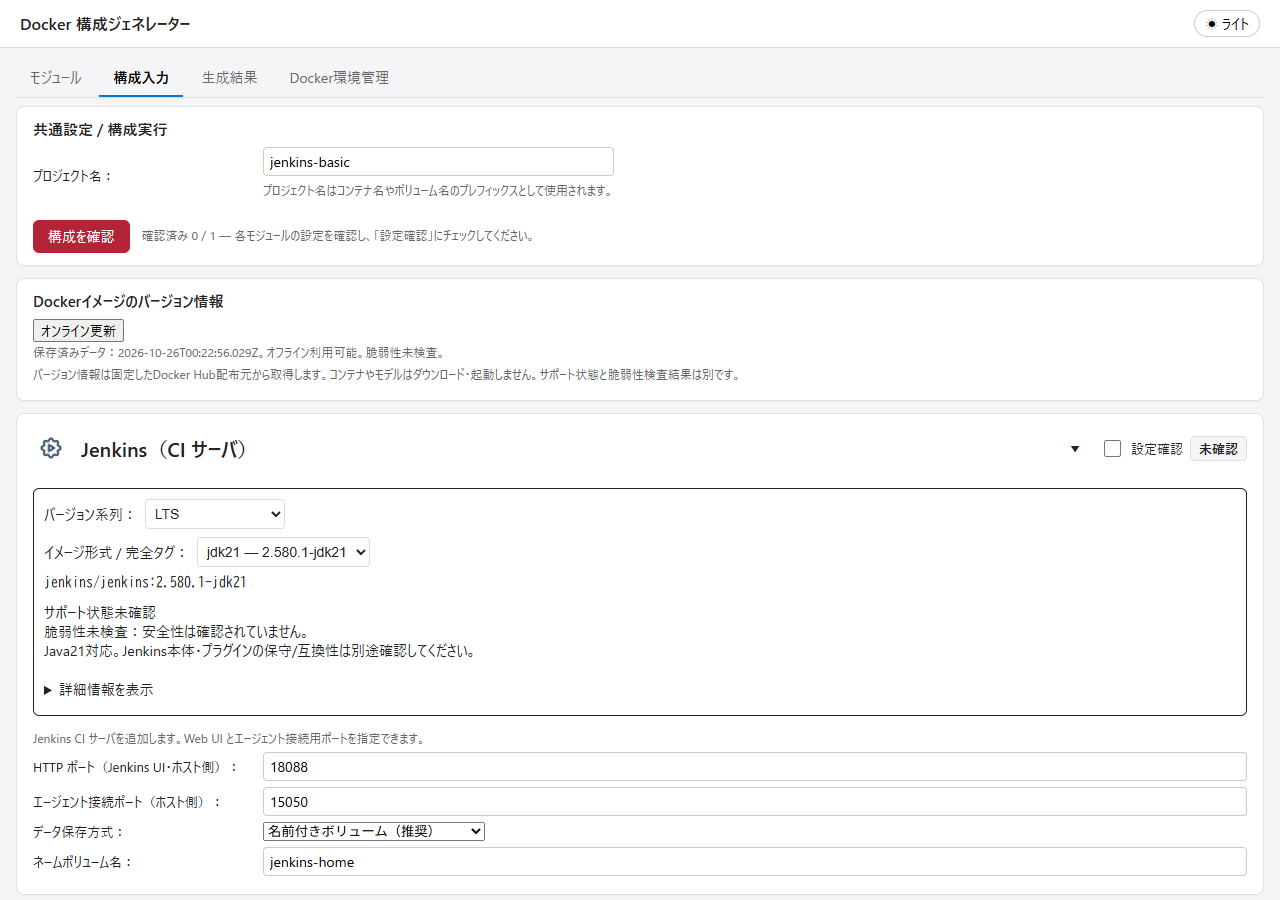 Docker 構成ジェネレーター
ライト
モジュール 構成入力 生成結果 Docker環境管理
共通設定 / 構成実行
プロジェクト名：
jenkins-basic
プロジェクト名はコンテナ名やボリューム名のプレフィックスとして使用されます。
構成を確認 確認済み 0 / 1 — 各モジュールの設定を確認し、「設定確認」にチェックしてください。
Dockerイメージのバージョン情報
オンライン更新
保存済みデータ：2026-10-26T00:22:56.029Z。オフライン利用可能。脆弱性未検査。
バージョン情報は固定したDocker Hub配布元から取得します。コンテナやモデルはダウンロード・起動しません。サポート状態と脆弱性検査結果は別です。
Jenkins（CI サーバ） ▼ 設定確認 未確認
バージョン系列： LTS
イメージ形式 / 完全タグ： jdk21 — 2.580.1-jdk21
jenkins/jenkins:2.580.1-jdk21
サポート状態未確認
脆弱性未検査：安全性は確認されていません。
Java21対応。Jenkins本体・プラグインの保守/互換性は別途確認してください。
▶ 詳細情報を表示
Jenkins CI サーバを追加します。Web UI とエージェント接続用ポートを指定できます。
HTTP ポート（Jenkins UI・ホスト側）： 18088
エージェント接続ポート（ホスト側）： 15050
データ保存方式： 名前付きボリューム（推奨）
ネームボリューム名： jenkins-home